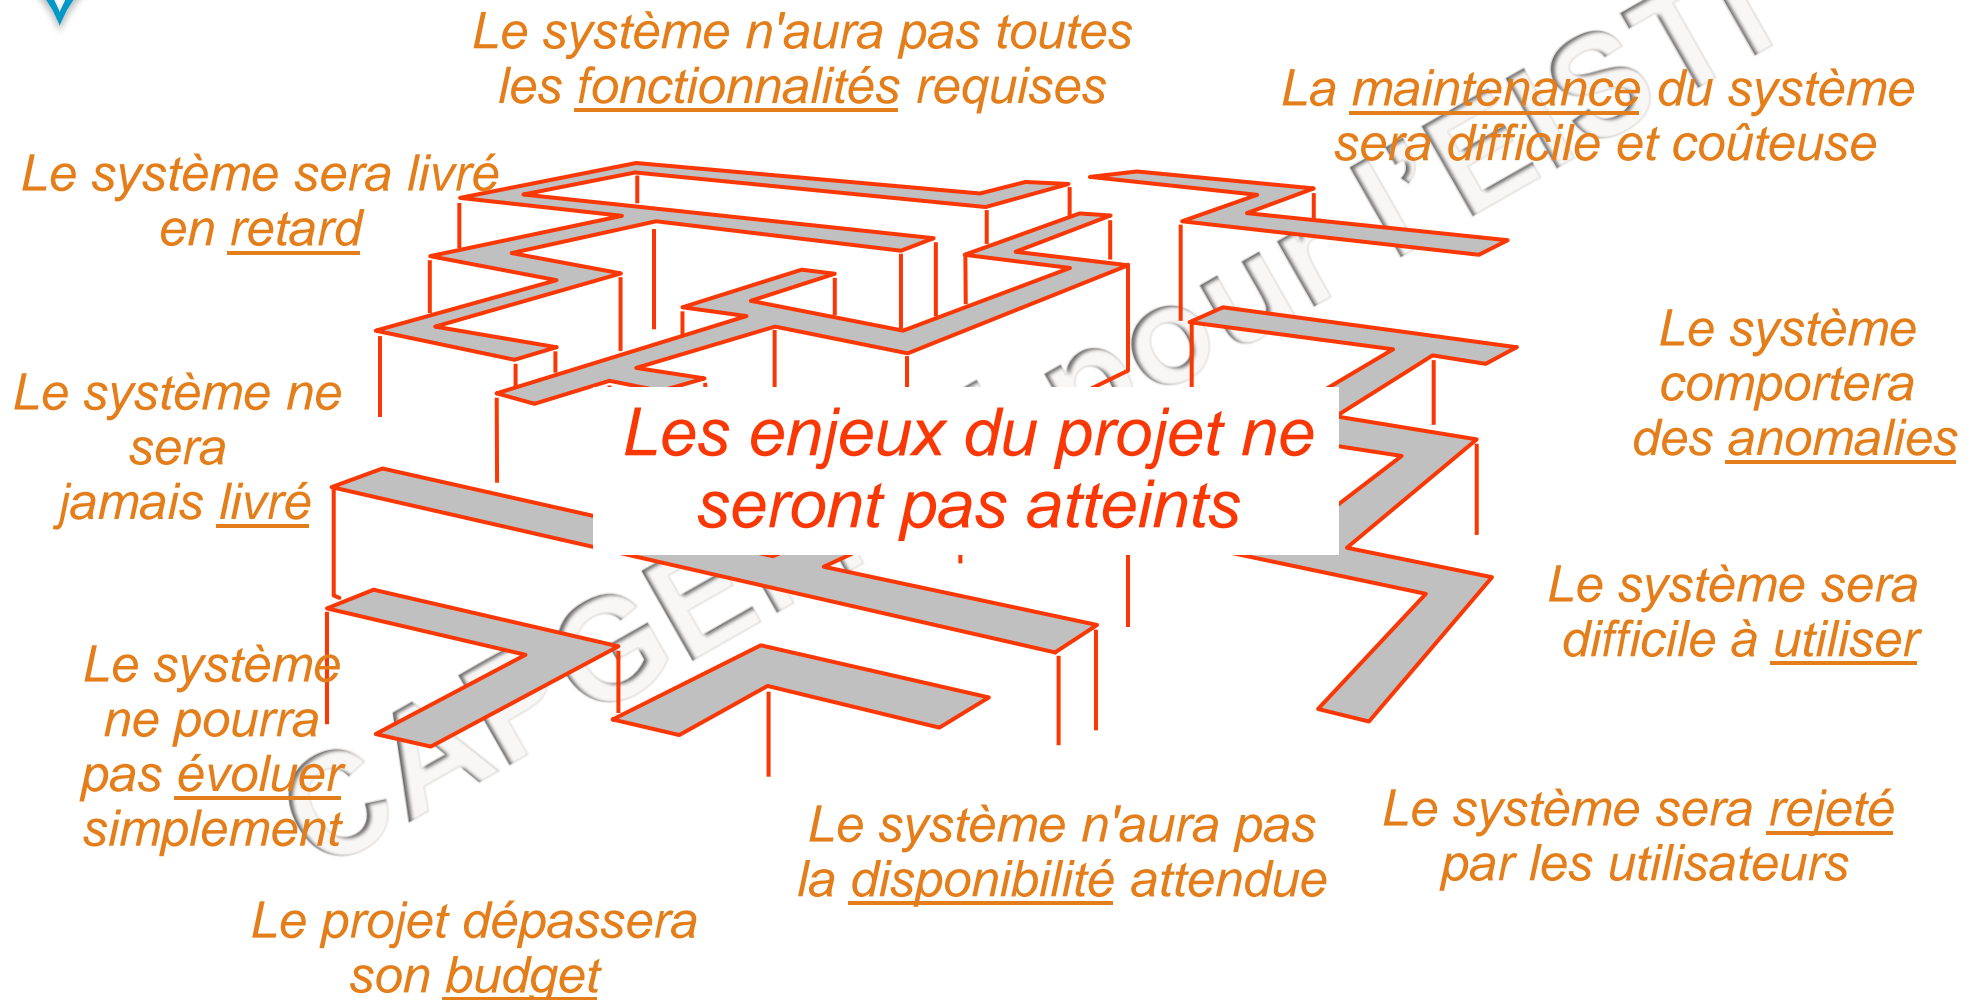 Le système n'aura pas toutes
les fonctionnalités requises
La maintenance du système
sera difficile et coûteuse
Le système sera livré
en retard
Le système
comportera
des anomalies
Le système ne
sera
jamais livré
Les enjeux du projet ne
seront pas atteints
Le système sera
difficile à utiliser
Le système
ne pourra
pas évoluer
simplement
Le système n'aura pas
la disponibilité attendue
Le système sera rejeté
par les utilisateurs
Le projet dépassera
son budget
pour l'EISTI